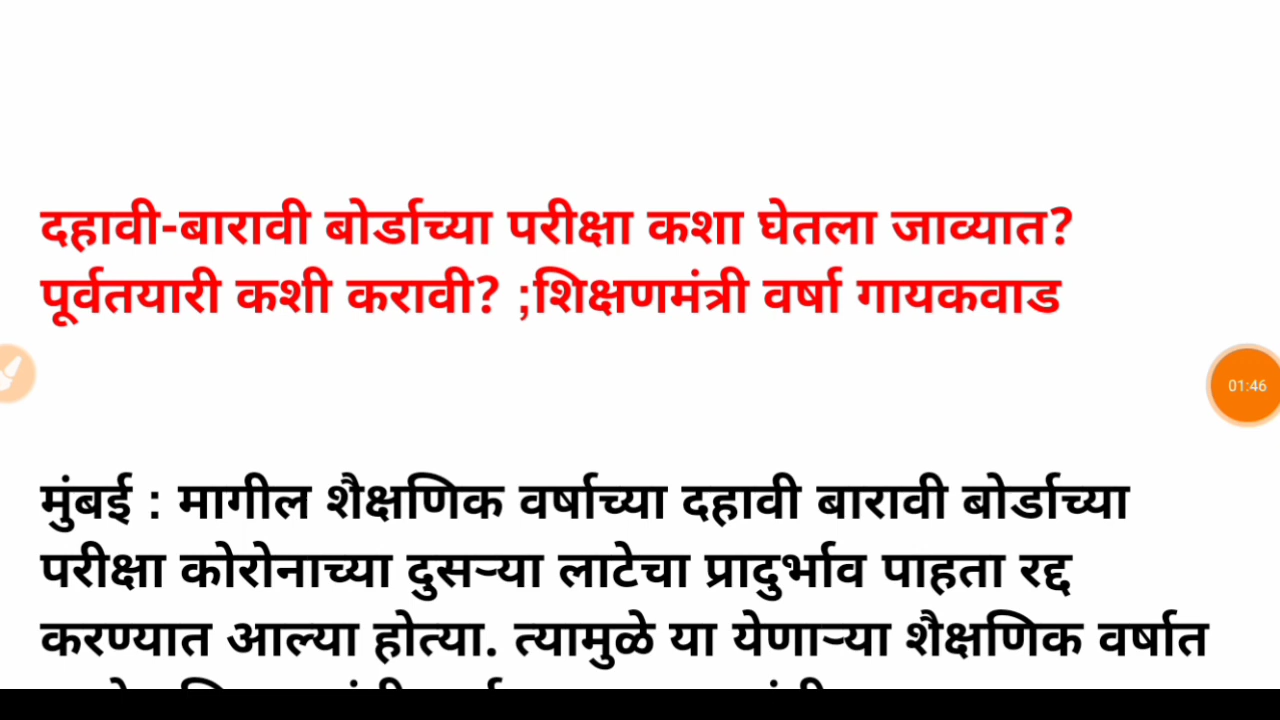 दहावी-बारावी बोर्डाच्या परीक्षा कशा घेतला जाव्यात?
पूर्वतयारी कशी करावी? ;शिक्षणमंत्री वर्षा गायकवाड
01:46
मुंबई : मागील शैक्षणिक वर्षाच्या दहावी बारावी बोर्डाच्या
परीक्षा कोरोनाच्या दुसऱ्या लाटेचा प्रादुर्भाव पाहता रद्द
करण्यात आल्या होत्या. त्यामुळे या येणाऱ्या शैक्षणिक वर्षात